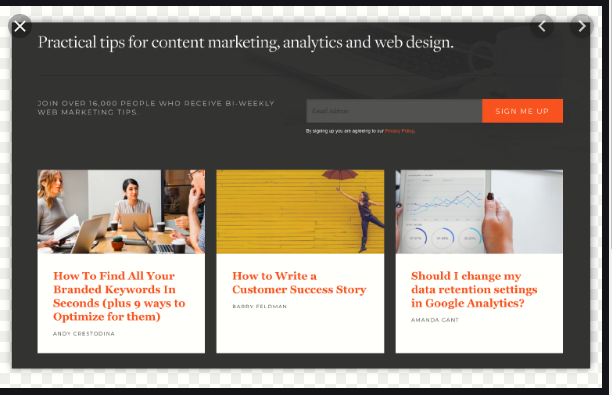 Practical tips for content marketing, analytics and web design.
JOIN OVER 16,000 PEOPLE WHO RECEIVE BI-WEEKLY
WEB MARKETING TIPS.
Email Address
SIGN ME UP
By signing up you are agreeing to our Privacy Policy.
How To Find All Your
Branded Keywords In
Seconds (plus 9 ways to
Optimize for them)
ANDY CRESTODINA
How to Write a
Customer Success Story
BARRY FELDMAN
Should I change my
data retention settings
in Google Analytics?
AMANDA GANT